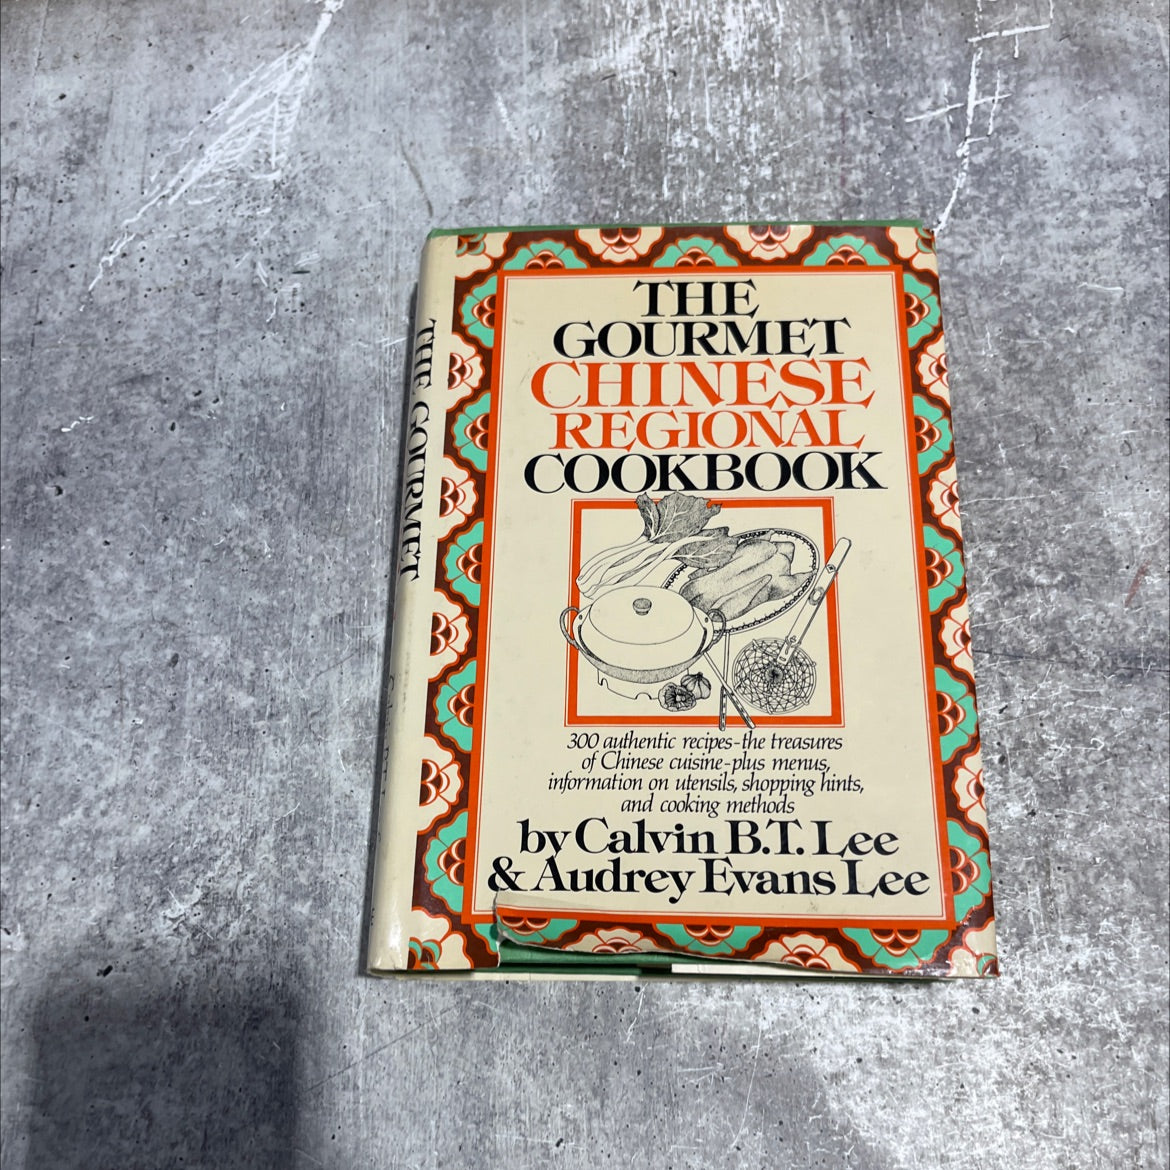 THE
GOURMET
CHINESE
REGIONAL
COOKBOOK
300 authentic recipes-the treasures
of Chinese cuisine-plus menus,
information on utensils, shopping hints,
and cooking methods
by Calvin B.T. Lee
& Audrey Evans Lee
THE GOURMET